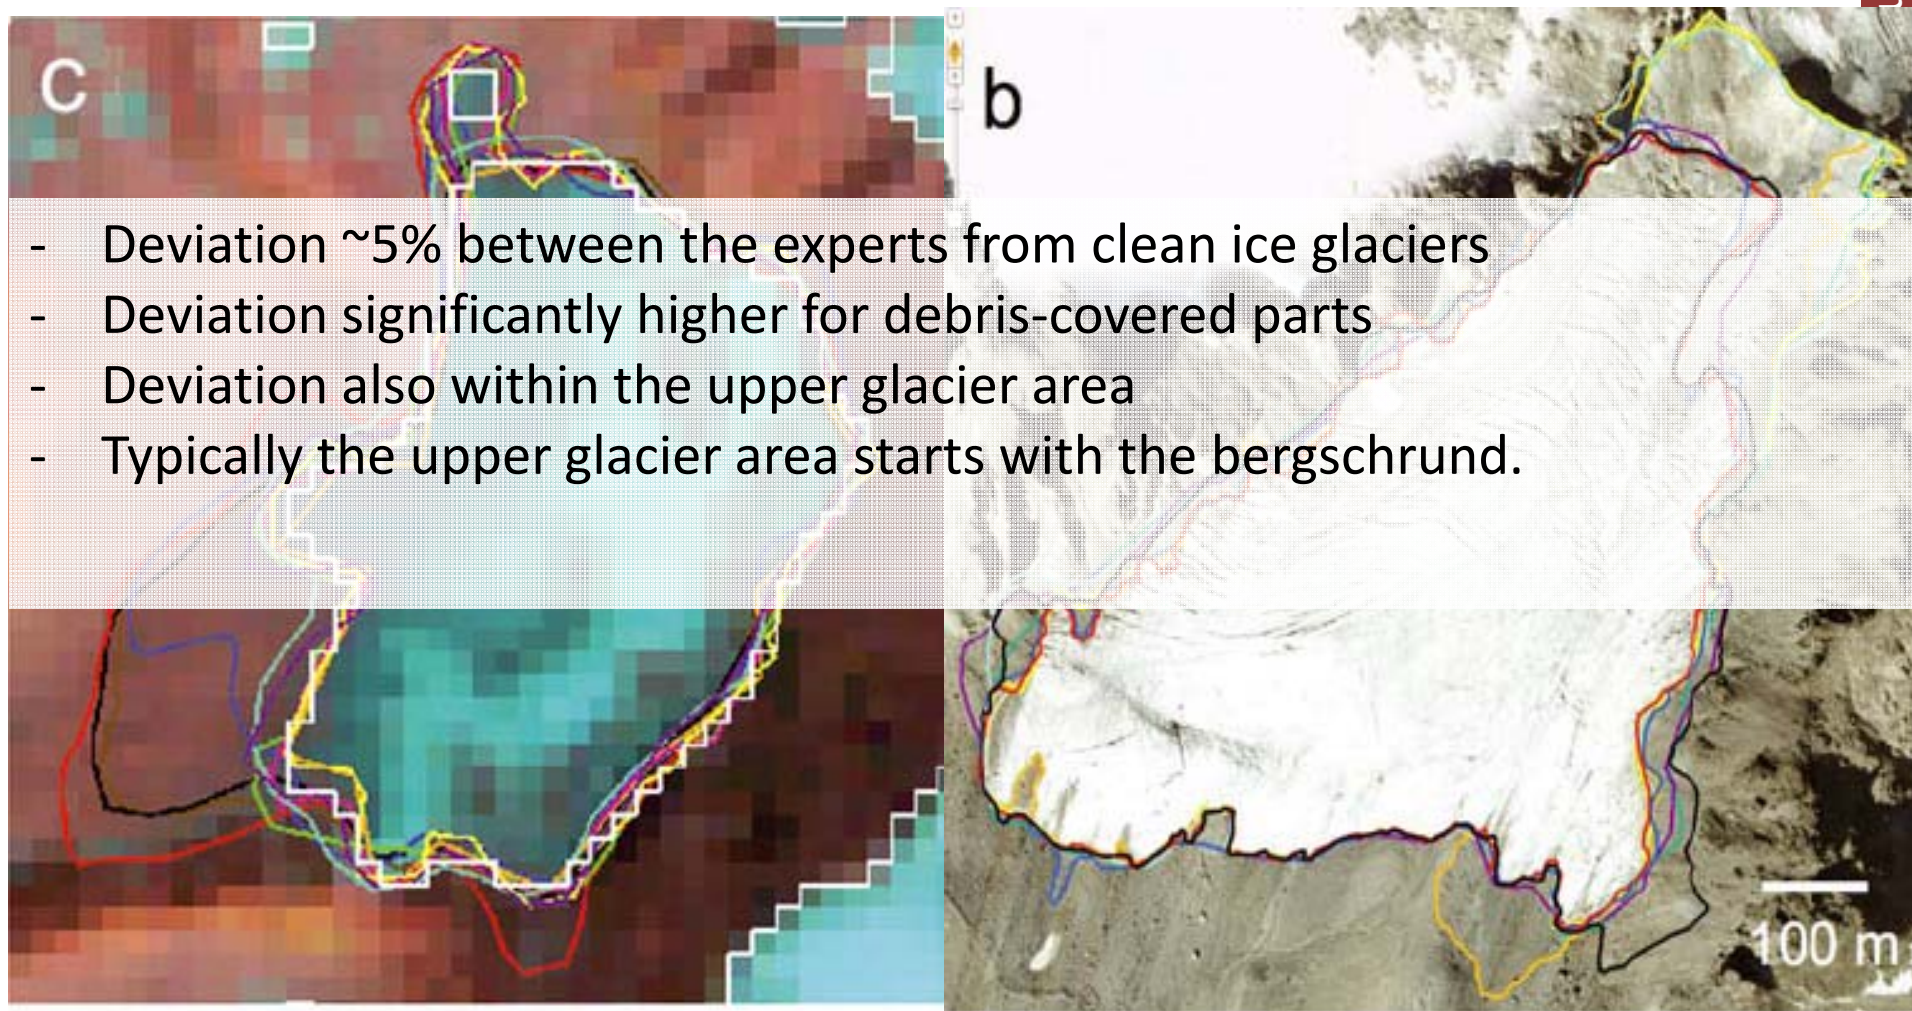 C
b
- Deviation ~5% between the experts from clean ice glaciers
- Deviation significantly higher for debris-covered parts
- Deviation also within the upper glacier area
- Typically the upper glacier area starts with the bergschrund.
100 m